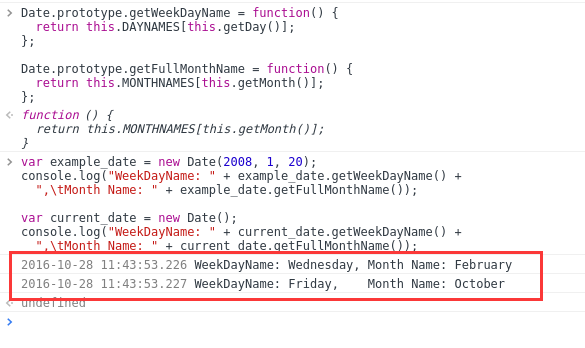 Date.prototype.getWeekDayName = function() {
return this.DAYNAMES[this.getDay()];
};
Date.prototype.getFullMonthName = function() {
return this.MONTHNAMES[this.getMonth()];
};
function () {
return this.MONTHNAMES[this.getMonth()];
}
var example_date = new Date(2008, 1, 20);
console.log("WeekDayName: " + example_date.getWeekDayName() +
",\tMonth Name: " + example_date.getFullMonthName());
var current_date = new Date();
console.log("WeekDayName: " + current_date.getWeekDayName() +
",\tMonth Name: " + current_date.getFullMonthName());
2016-10-28 11:43:53.226 WeekDayName: Wednesday, Month Name: February
2016-10-28 11:43:53.227 WeekDayName: Friday, Month Name: October
undefined